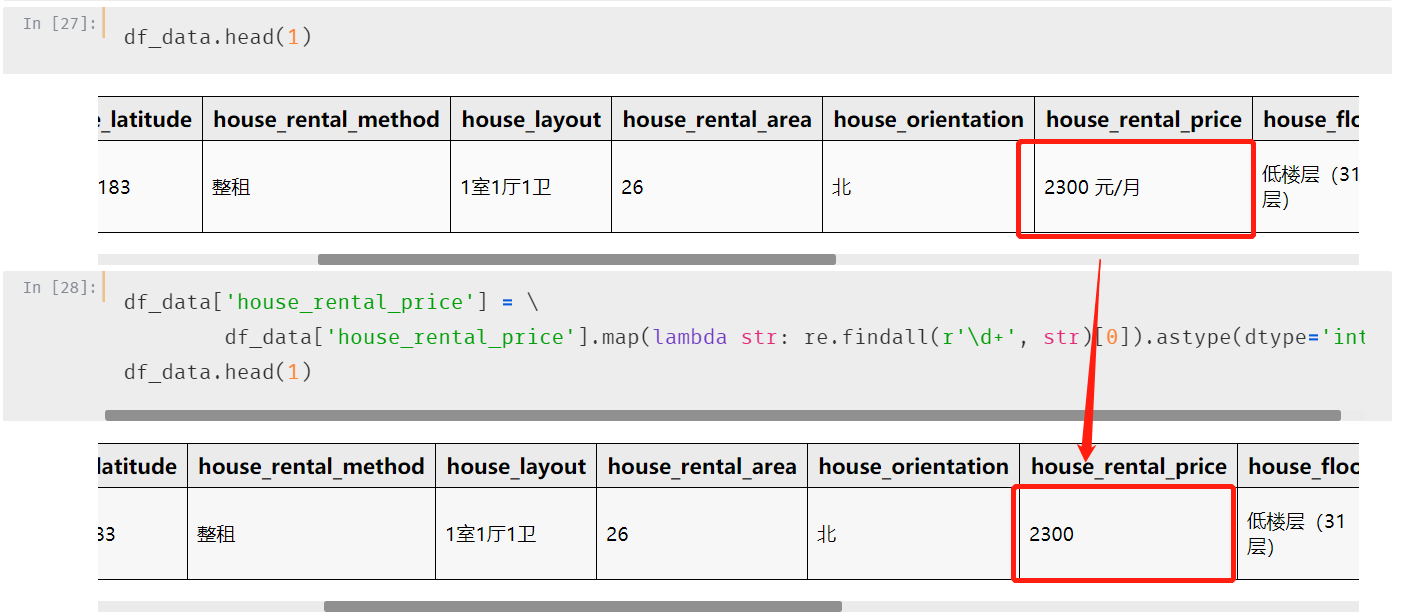 In [27]:
df_data.head(1)
_latitude house_rental_method house_layout house_rental_area house_orientation house_rental_price house_flo
183 整租 1室1厅1卫 26 北 2300 元/月 低楼层（31
层）
In [28]:
df_data['house_rental_price'] = \
df_data['house_rental_price'].map(lambda str: re.findall(r'\d+', str)[0]).astype(dtype='int
df_data.head(1)
latitude house_rental_method house_layout house_rental_area house_orientation house_rental_price house_floo
33 整租 1室1厅1卫 26 北 2300 低楼层（31
层）